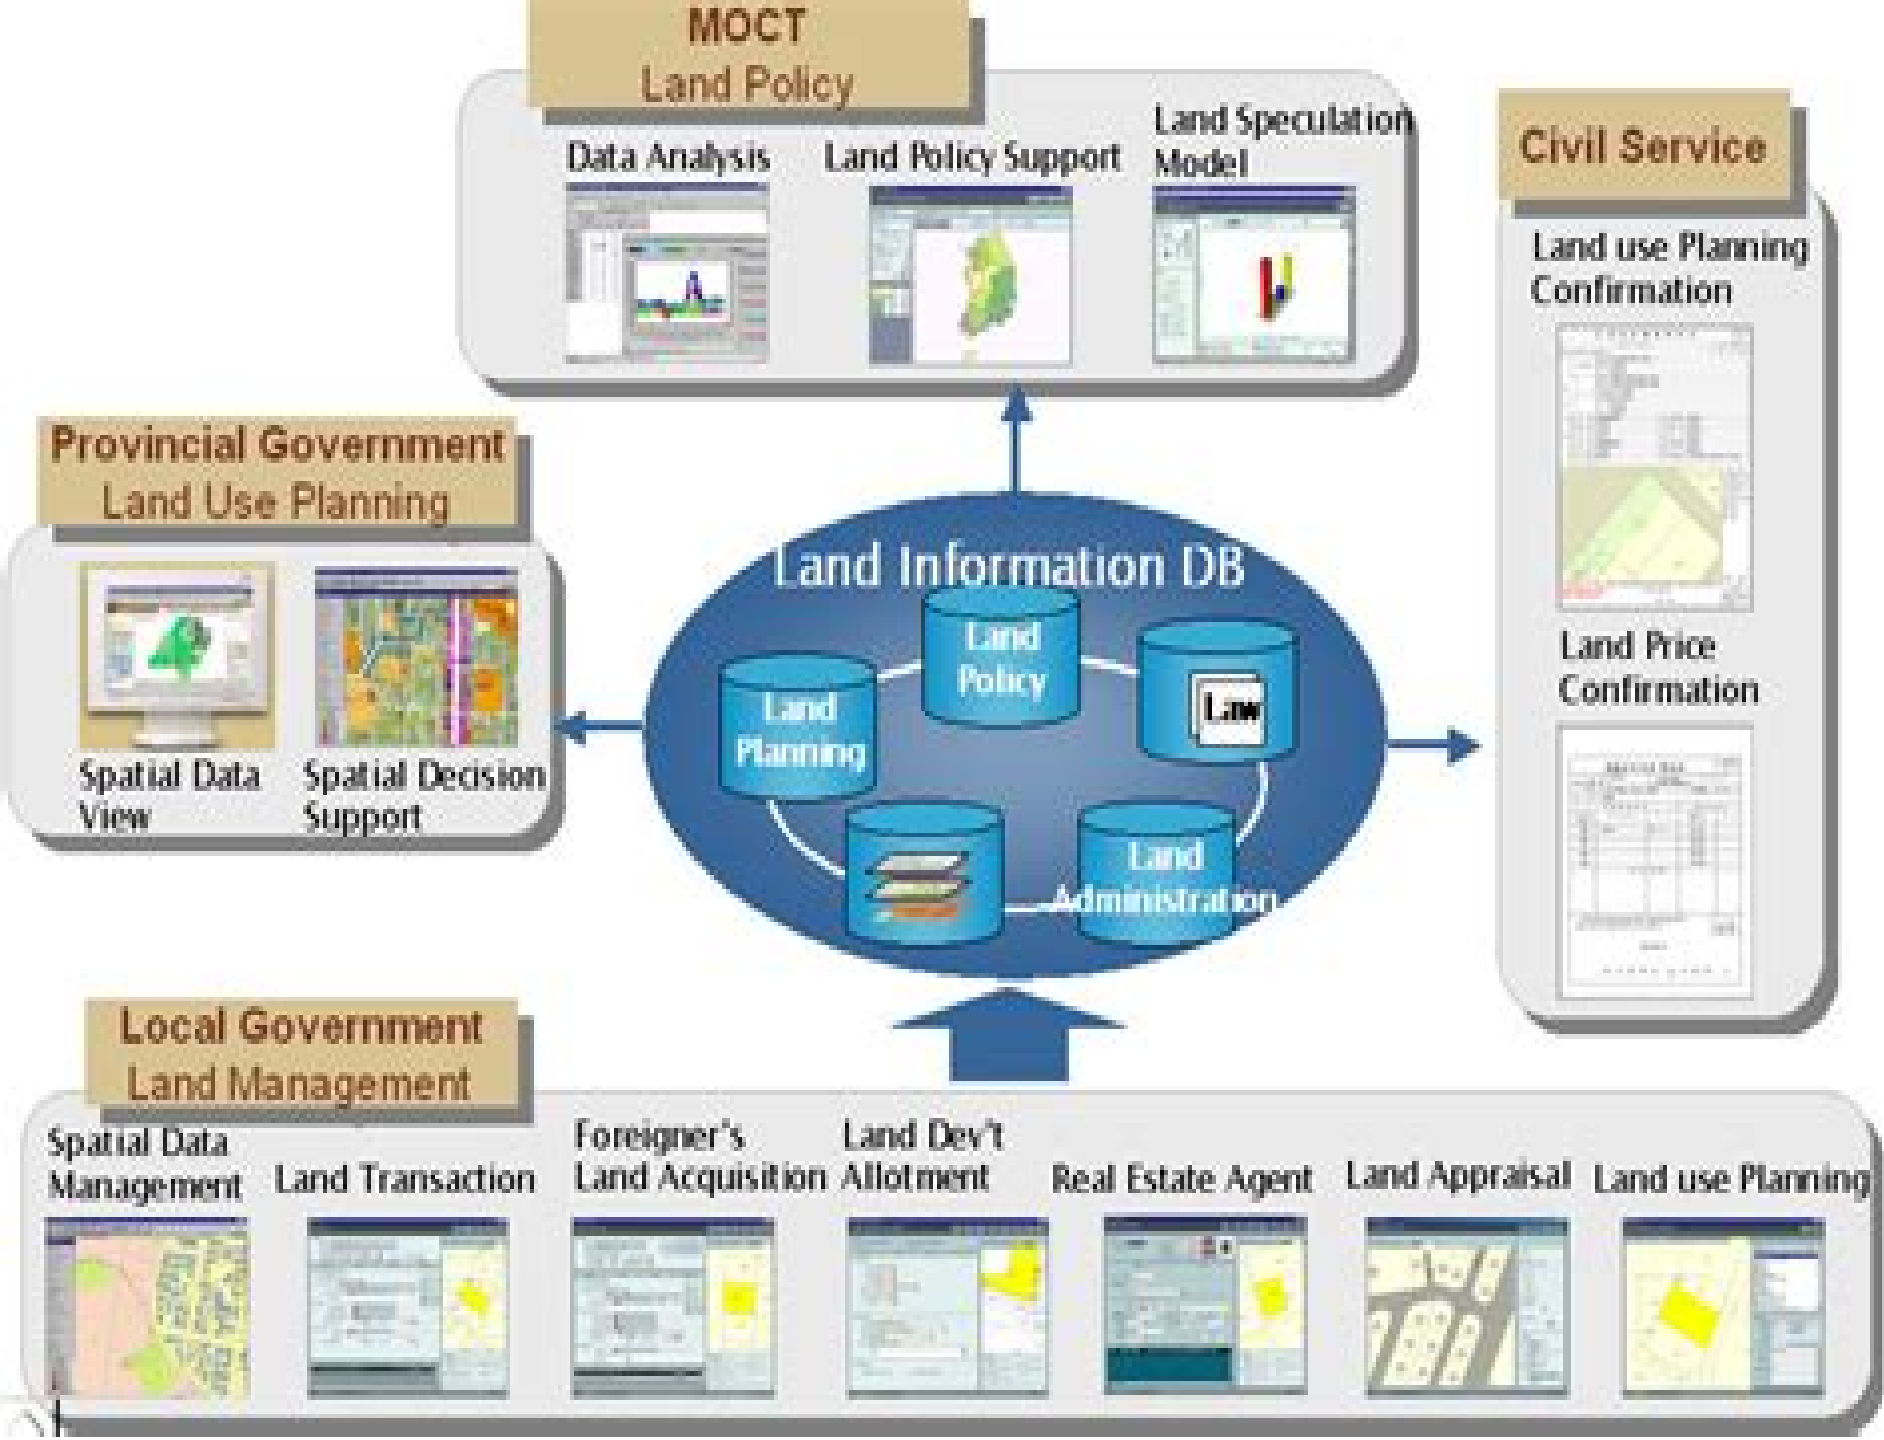 MOCT
Land Policy
Data Analysis
Land Policy Support
Land Speculation
Model
Civil Service
Land use Planning
Confirmation
Land Price
Confirmation
Provincial Government
Land Use Planning
Spatial Data
View
Spatial Decision
Support
Land Information DB
Land
Policy
Law
Land
Planning
Land
Administration
Local Government
Land Management
Spatial Data
Management
Land Transaction
Foreigner's
Land Acquisition
Land Dev't
Allotment
Real Estate Agent
Land Appraisal
Land use Planning